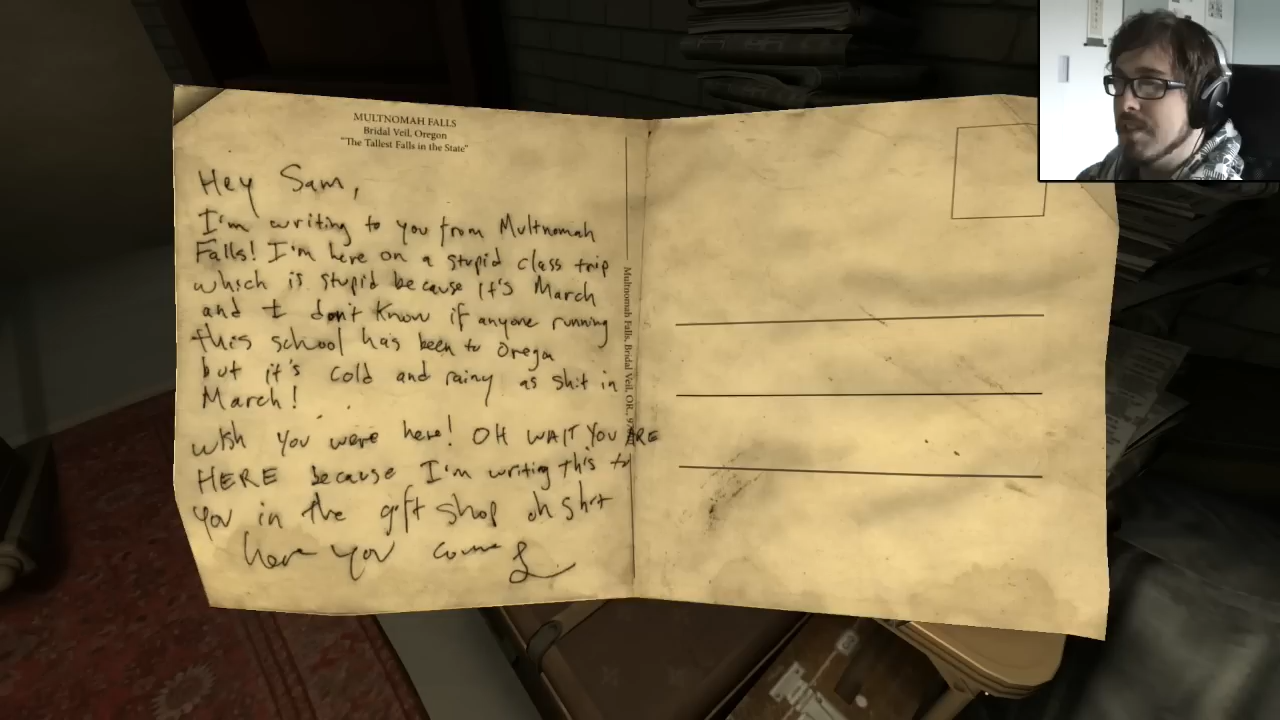 MULTNOMAH FALLS
Bridal Veil, Oregon
"The Tallest Falls in the State"
Hey Sam,
I'm writing to you from Multnomah
Falls! I'm here on a stupid class trip
which is stupid because it's March
and I don't know if anyone running
this school has been to Oregon
but it's cold and rainy as shit in
March!
wish you were here! OH WAIT YOU ARE
HERE because I'm writing this to
you in the gift shop oh shit
here you come L
Multnomah Falls, Bridal Veil, OR.,